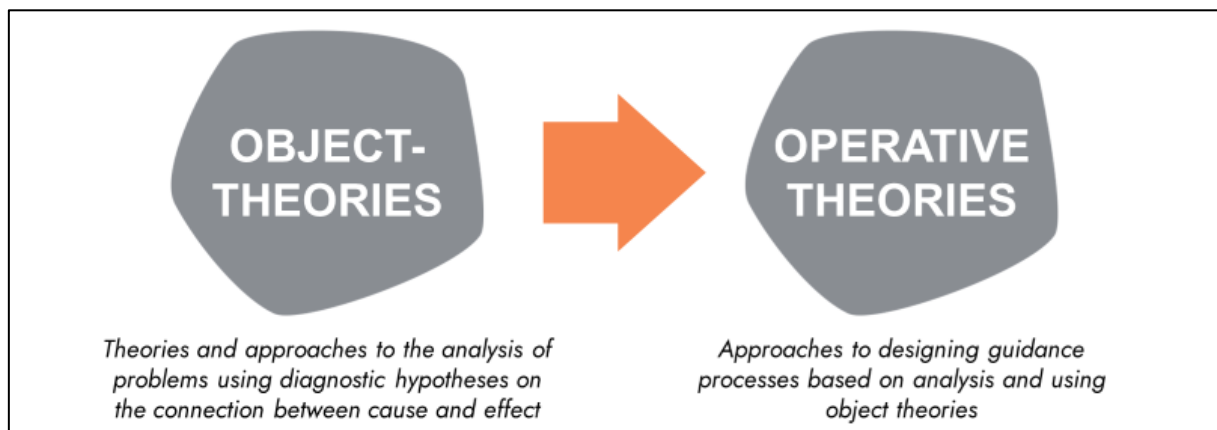 OBJECT-
THEORIES
Theories and approaches to the analysis of
problems using diagnostic hypotheses on
the connection between cause and effect
OPERATIVE
THEORIES
Approaches to designing guidance
processes based on analysis and using
object theories